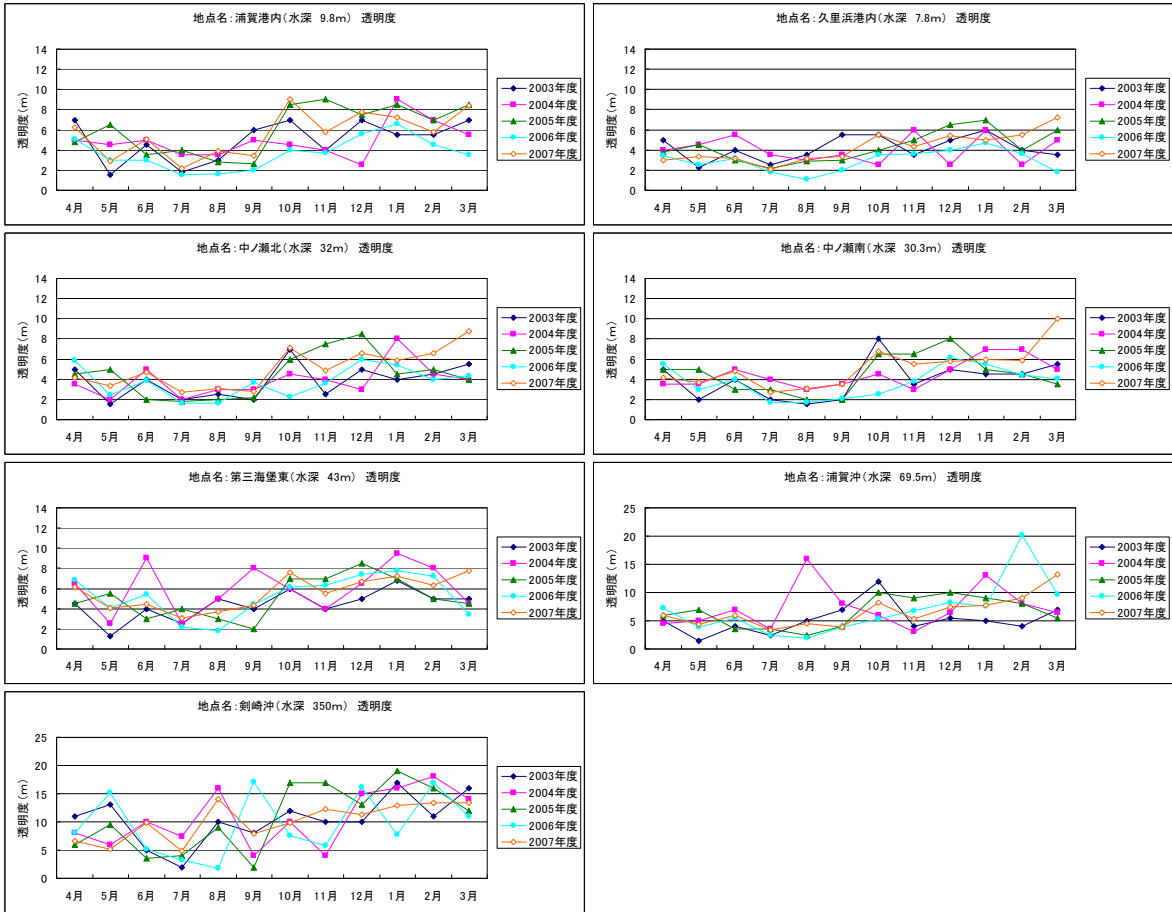 地点名:浦賀港内(水深 9.8m) 透明度
透明度(m)
14
12
10
8
6
4
2
0
4月 5月 6月 7月 8月 9月 10月 11月 12月 1月 2月 3月
2003年度
2004年度
2005年度
2006年度
2007年度
地点名:久里浜港内(水深 7.8m) 透明度
透明度(m)
14
12
10
8
6
4
2
0
4月 5月 6月 7月 8月 9月 10月 11月 12月 1月 2月 3月
2003年度
2004年度
2005年度
2006年度
2007年度
地点名:中ノ瀬北(水深 32m) 透明度
透明度(m)
14
12
10
8
6
4
2
0
4月 5月 6月 7月 8月 9月 10月 11月 12月 1月 2月 3月
2003年度
2004年度
2005年度
2006年度
2007年度
地点名:中ノ瀬南(水深 30.3m) 透明度
透明度(m)
14
12
10
8
6
4
2
0
4月 5月 6月 7月 8月 9月 10月 11月 12月 1月 2月 3月
2003年度
2004年度
2005年度
2006年度
2007年度
地点名:第三海堡東(水深 43m) 透明度
透明度(m)
14
12
10
8
6
4
2
0
4月 5月 6月 7月 8月 9月 10月 11月 12月 1月 2月 3月
2003年度
2004年度
2005年度
2006年度
2007年度
地点名:浦賀沖(水深 69.5m) 透明度
透明度(m)
25
20
15
10
5
0
4月 5月 6月 7月 8月 9月 10月 11月 12月 1月 2月 3月
2003年度
2004年度
2005年度
2006年度
2007年度
地点名:剣崎沖(水深 350m) 透明度
透明度(m)
25
20
15
10
5
0
4月 5月 6月 7月 8月 9月 10月 11月 12月 1月 2月 3月
2003年度
2004年度
2005年度
2006年度
2007年度